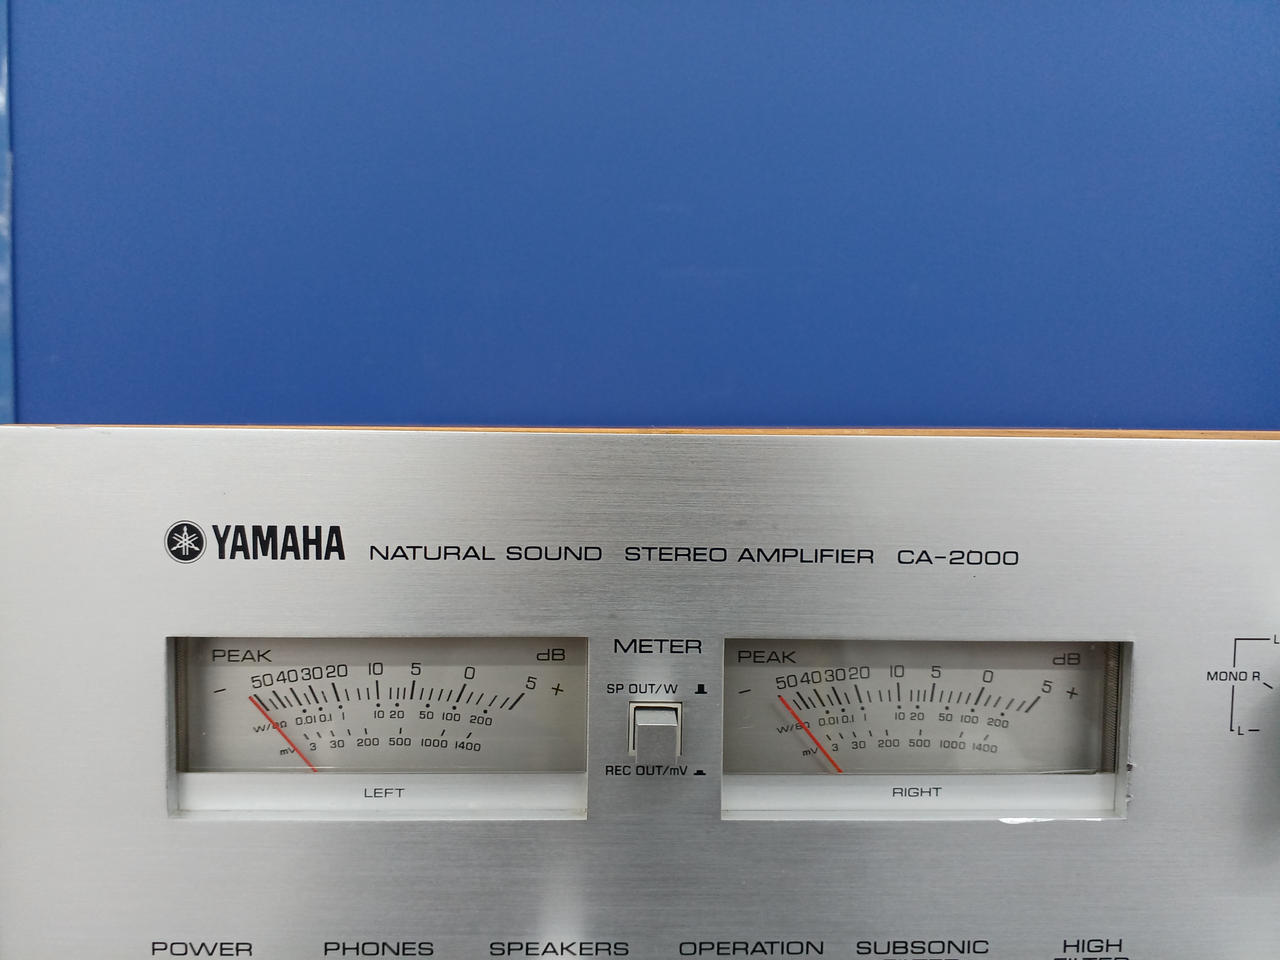 YAMAHA NATURAL SOUND STEREO AMPLIFIER CA-2000
PEAK dB
- 50 40 30 20 10 5 0 5 +
W/8Ω 0.01 0.1 1 10 20 50 100 200
mV 3 30 200 500 1000 1400
LEFT
METER
SP OUT/W
REC OUT/mV
PEAK dB
- 50 40 30 20 10 5 0 5 +
W/8Ω 0.01 0.1 1 10 20 50 100 200
mV 3 30 200 500 1000 1400
RIGHT
L
MONO R
L
POWER PHONES SPEAKERS OPERATION SUBSONIC HIGH
FILTER FILTER